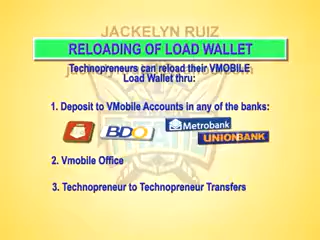 JACKELYN RUIZ
RELOADING OF LOAD WALLET
Technopreneurs can reload their VMOBILE
Load Wallet thru:
1. Deposit to VMobile Accounts in any of the banks:
BDO
Metrobank
UNIONBANK
2. Vmobile Office
3. Technopreneur to Technopreneur Transfers